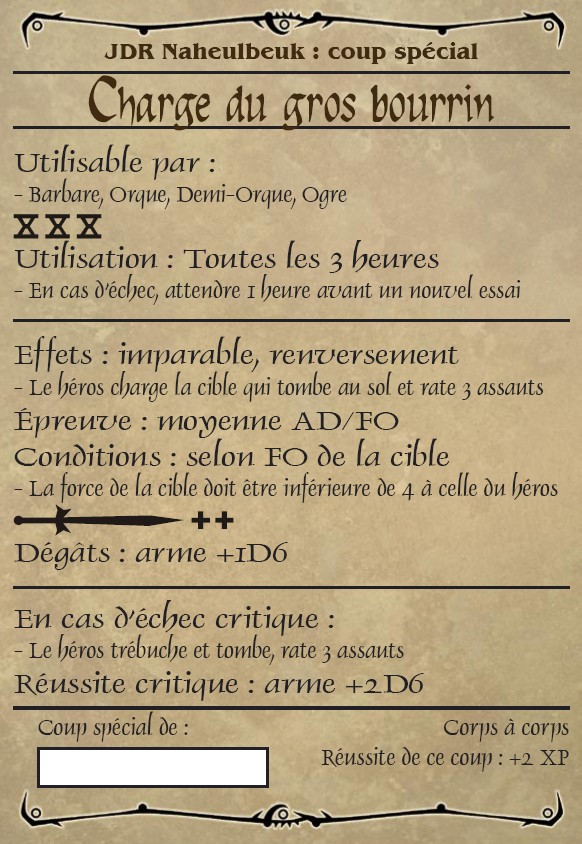 JDR Naheulbeuk : coup spécial
Charge du gros bourrin
Utilisable par :
- Barbare, Orque, Demi-Orque, Ogre
Utilisation : Toutes les 3 heures
- En cas d'échec, attendre 1 heure avant un nouvel essai
Effets : imparable, renversement
- Le héros charge la cible qui tombe au sol et rate 3 assauts
Épreuve : moyenne AD/FO
Conditions : selon FO de la cible
- La force de la cible doit être inférieure de 4 à celle du héros
++
Dégâts : arme +1D6
En cas d'échec critique :
- Le héros trébuche et tombe, rate 3 assauts
Réussite critique : arme +2D6
Coup spécial de :
Corps à corps
Réussite de ce coup : +2 XP